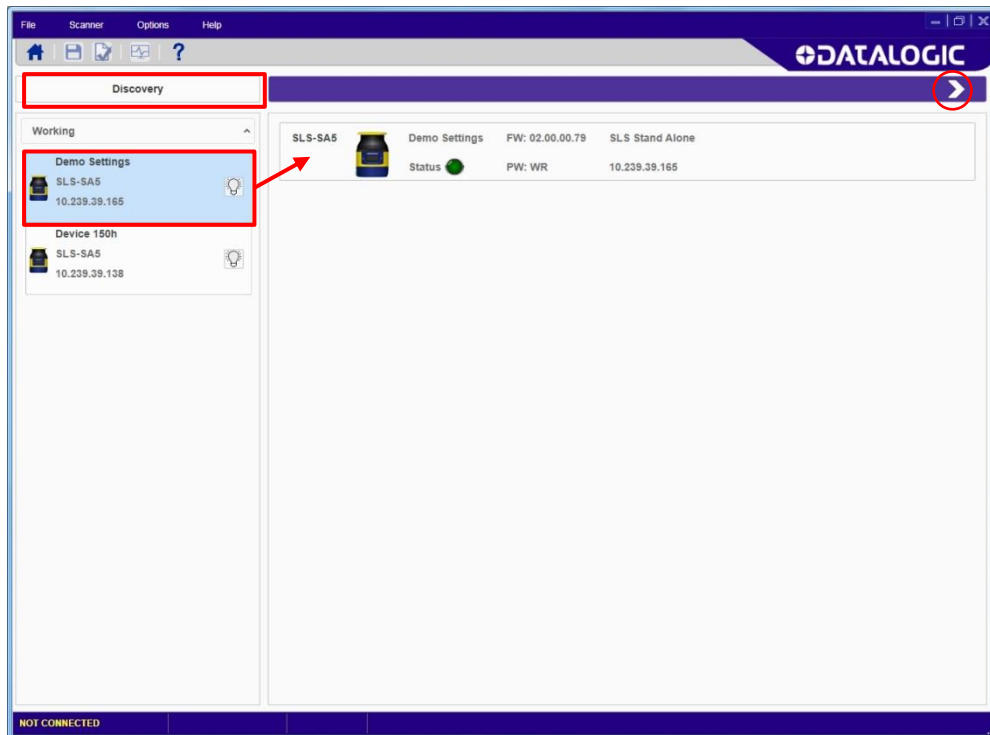 File Scanner Options Help
?
DATALOGIC
Discovery
Working
Demo Settings
SLS-SA5
10.239.39.165
Device 150h
SLS-SA5
10.239.39.138
SLS-SA5 Demo Settings FW: 02.00.00.79 SLS Stand Alone
Status PW: WR 10.239.39.165
NOT CONNECTED